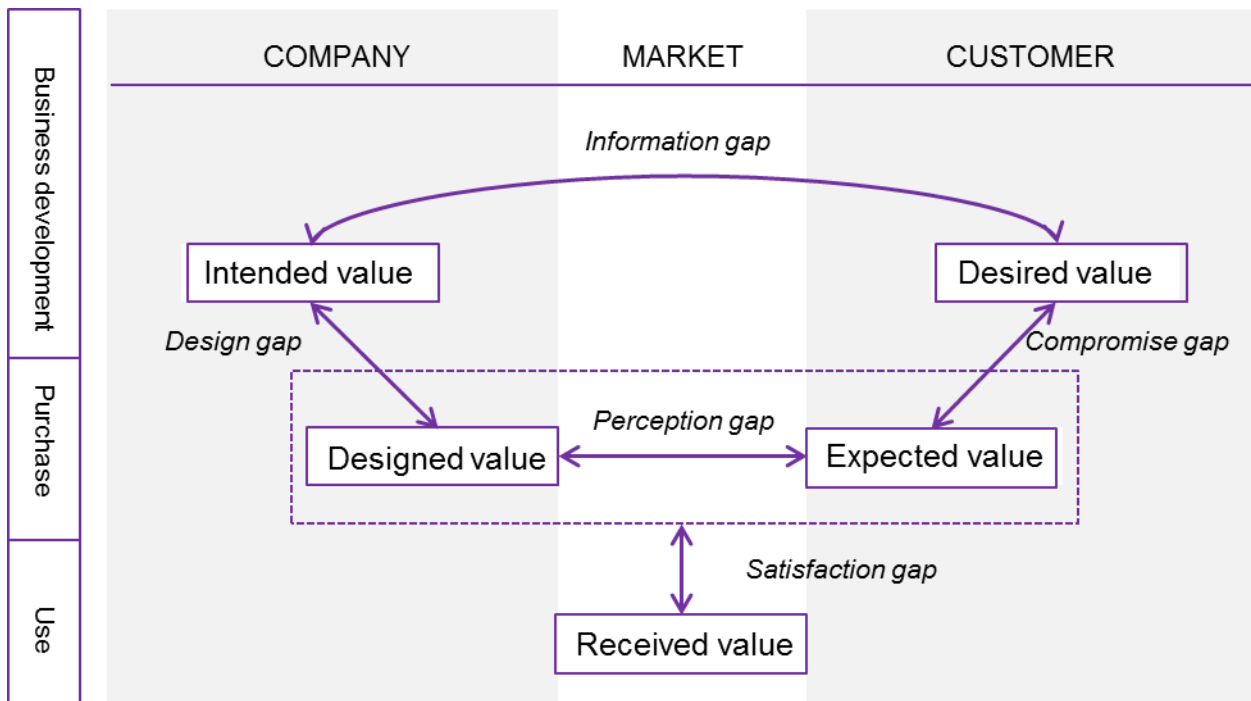 COMPANY MARKET CUSTOMER
Business development
Information gap
Intended value
Desired value
Design gap
Compromise gap
Purchase
Perception gap
Designed value
Expected value
Satisfaction gap
Use
Received value